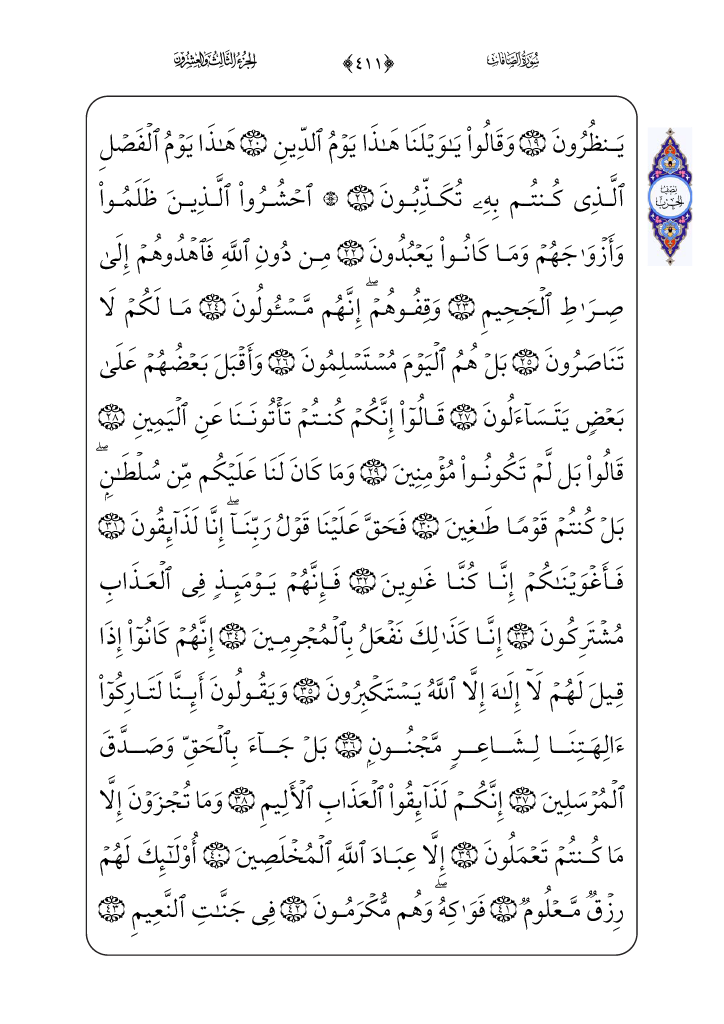 سُورَةُ الصَّافَّاتِ ﴿٤١١﴾ الجُزْءُ الثَّالِثُ وَالعِشْرُونَ
يَنظُرُونَ ١٩ وَقَالُوا۟ يَـٰوَيْلَنَا هَـٰذَا يَوْمُ ٱلدِّينِ ٢٠ هَـٰذَا يَوْمُ ٱلْفَصْلِ
ٱلَّذِى كُنتُم بِهِۦ تُكَذِّبُونَ ٢١ ۞ ٱحْشُرُوا۟ ٱلَّذِينَ ظَلَمُوا۟
وَأَزْوَٰجَهُمْ وَمَا كَانُوا۟ يَعْبُدُونَ ٢٢ مِن دُونِ ٱللَّهِ فَٱهْدُوهُمْ إِلَىٰ
صِرَٰطِ ٱلْجَحِيمِ ٢٣ وَقِفُوهُمْ ۖ إِنَّهُم مَّسْـُٔولُونَ ٢٤ مَا لَكُمْ لَا
تَنَاصَرُونَ ٢٥ بَلْ هُمُ ٱلْيَوْمَ مُسْتَسْلِمُونَ ٢٦ وَأَقْبَلَ بَعْضُهُمْ عَلَىٰ
بَعْضٍ يَتَسَآءَلُونَ ٢٧ قَالُوٓا۟ إِنَّكُمْ كُنتُمْ تَأْتُونَنَا عَنِ ٱلْيَمِينِ ٢٨
قَالُوا۟ بَل لَّمْ تَكُونُوا۟ مُؤْمِنِينَ ٢٩ وَمَا كَانَ لَنَا عَلَيْكُم مِّن سُلْطَـٰنٍۭ ۖ
بَلْ كُنتُمْ قَوْمًا طَـٰغِينَ ٣٠ فَحَقَّ عَلَيْنَا قَوْلُ رَبِّنَآ ۖ إِنَّا لَذَآئِقُونَ ٣١
فَأَغْوَيْنَـٰكُمْ إِنَّا كُنَّا غَـٰوِينَ ٣٢ فَإِنَّهُمْ يَوْمَئِذٍ فِى ٱلْعَذَابِ
مُشْتَرِكُونَ ٣٣ إِنَّا كَذَٰلِكَ نَفْعَلُ بِٱلْمُجْرِمِينَ ٣٤ إِنَّهُمْ كَانُوٓا۟ إِذَا
قِيلَ لَهُمْ لَآ إِلَـٰهَ إِلَّا ٱللَّهُ يَسْتَكْبِرُونَ ٣٥ وَيَقُولُونَ أَئِنَّا لَتَارِكُوٓا۟
ءَالِهَتِنَا لِشَاعِرٍ مَّجْنُونٍۭ ٣٦ بَلْ جَآءَ بِٱلْحَقِّ وَصَدَّقَ
ٱلْمُرْسَلِينَ ٣٧ إِنَّكُمْ لَذَآئِقُوا۟ ٱلْعَذَابِ ٱلْأَلِيمِ ٣٨ وَمَا تُجْزَوْنَ إِلَّا
مَا كُنتُمْ تَعْمَلُونَ ٣٩ إِلَّا عِبَادَ ٱللَّهِ ٱلْمُخْلَصِينَ ٤٠ أُو۟لَـٰٓئِكَ لَهُمْ
رِزْقٌ مَّعْلُومٌ ٤١ فَوَٰكِهُ ۖ وَهُم مُّكْرَمُونَ ٤٢ فِى جَنَّـٰتِ ٱلنَّعِيمِ ٤٣
نِصْفُ
الحِزْبِ